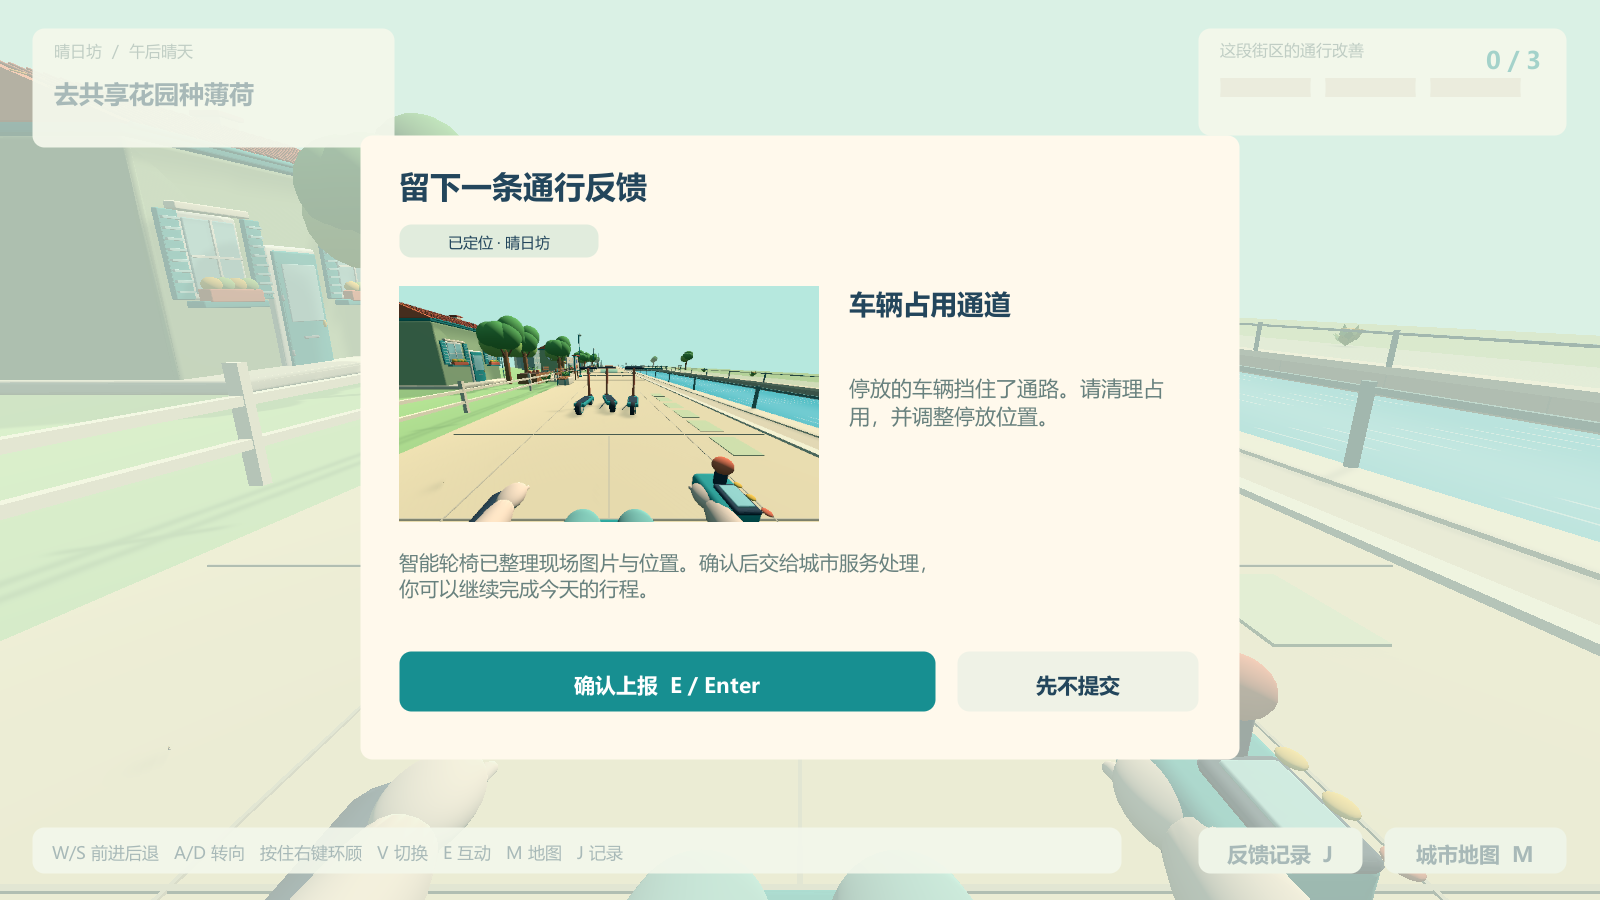 晴日坊 / 午后晴天
去共享花园种薄荷
这段街区的通行改善
0 / 3
留下一条通行反馈
已定位 · 晴日坊
车辆占用通道
停放的车辆挡住了通路。请清理占
用，并调整停放位置。
智能轮椅已整理现场图片与位置。确认后交给城市服务处理，
你可以继续完成今天的行程。
确认上报 E / Enter
先不提交
W/S 前进后退 A/D 转向 按住右键环顾 V 切换 E 互动 M 地图 J 记录
反馈记录 J
城市地图 M